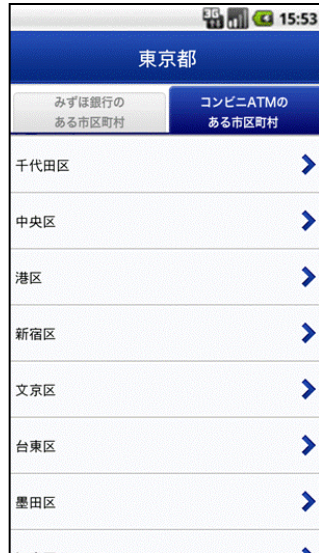 3G
15:53
東京都
みずほ銀行の
ある市区町村
コンビニATMの
ある市区町村
千代田区
中央区
港区
新宿区
文京区
台東区
墨田区